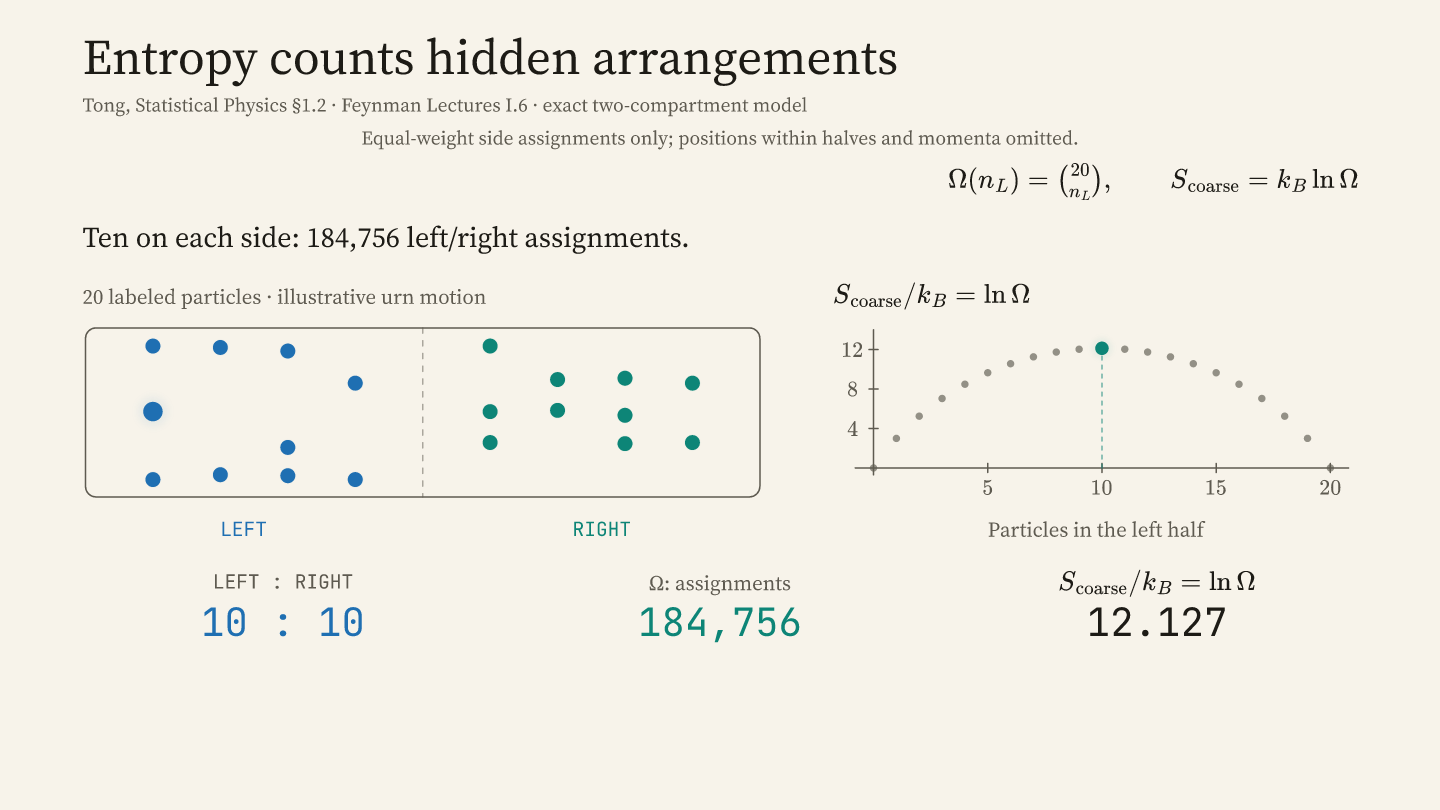 Entropy counts hidden arrangements
Tong, Statistical Physics §1.2 · Feynman Lectures I.6 · exact two-compartment model
Equal-weight side assignments only; positions within halves and momenta omitted.
Ω(n_L) = (20 n_L), S_coarse = k_B ln Ω
Ten on each side: 184,756 left/right assignments.
20 labeled particles · illustrative urn motion
S_coarse/k_B = ln Ω
12
8
4
5 10 15 20
LEFT RIGHT
Particles in the left half
LEFT : RIGHT
10 : 10
Ω: assignments
184,756
S_coarse/k_B = ln Ω
12.127